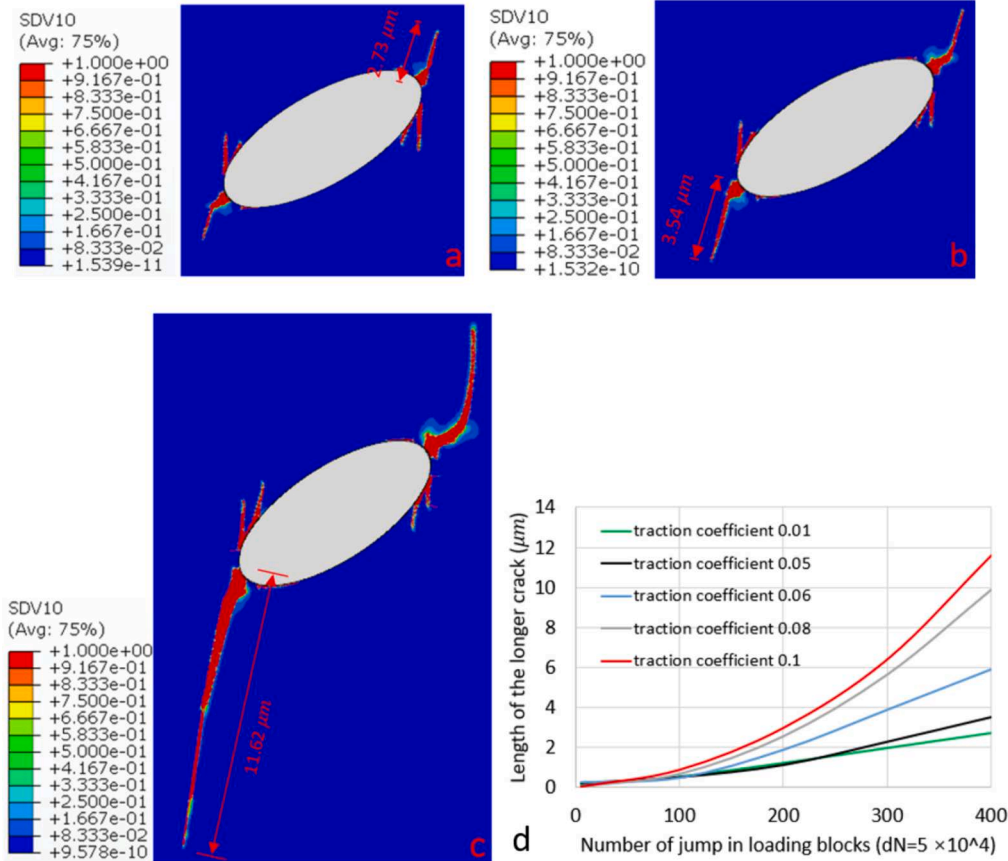 SDV10
(Avg: 75%)
+1.000e+00
+9.167e-01
+8.333e-01
+7.500e-01
+6.667e-01
+5.833e-01
+5.000e-01
+4.167e-01
+3.333e-01
+2.500e-01
+1.667e-01
+8.333e-02
+1.539e-11
2.73 μm
a
SDV10
(Avg: 75%)
+1.000e+00
+9.167e-01
+8.333e-01
+7.500e-01
+6.667e-01
+5.833e-01
+5.000e-01
+4.167e-01
+3.333e-01
+2.500e-01
+1.667e-01
+8.333e-02
+1.532e-10
3.54 μm
b
SDV10
(Avg: 75%)
+1.000e+00
+9.167e-01
+8.333e-01
+7.500e-01
+6.667e-01
+5.833e-01
+5.000e-01
+4.167e-01
+3.333e-01
+2.500e-01
+1.667e-01
+8.333e-02
+9.578e-10
11.62 μm
c
d
Length of the longer crack (μm)
14
12
10
8
6
4
2
0
traction coefficient 0.01
traction coefficient 0.05
traction coefficient 0.06
traction coefficient 0.08
traction coefficient 0.1
0
100
200
300
400
Number of jump in loading blocks (dN=5 ×10^4)